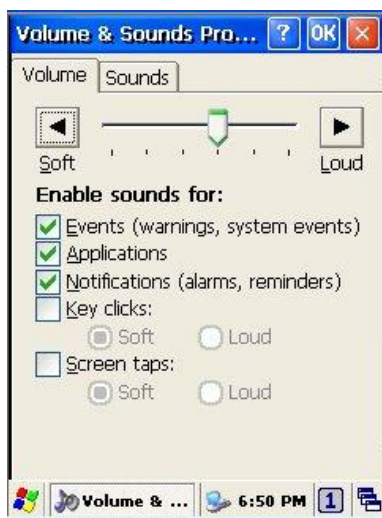 Volume & Sounds Pro... ? OK
Volume Sounds
Soft Loud
Enable sounds for:
Events (warnings, system events)
Applications
Notifications (alarms, reminders)
Key clicks:
Soft Loud
Screen taps:
Soft Loud
Volume & ... 6:50 PM 1